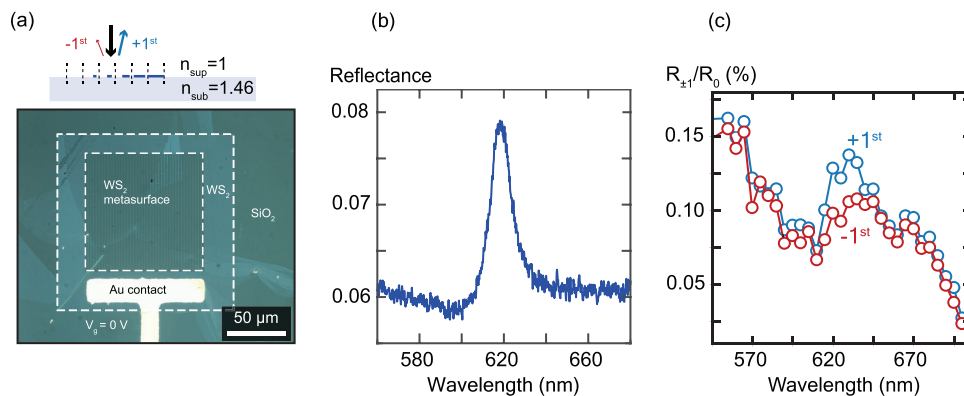 (a)
-1st
+1st
nsup=1
nsub=1.46
WS2
metasurface
WS2
SiO2
Au contact
Vg = 0 V
50 µm
(b)
Reflectance
0.08
0.07
0.06
580
620
660
Wavelength (nm)
(c)
R±1/R0 (%)
0.15
0.10
0.05
+1st
-1st
570
620
670
Wavelength (nm)